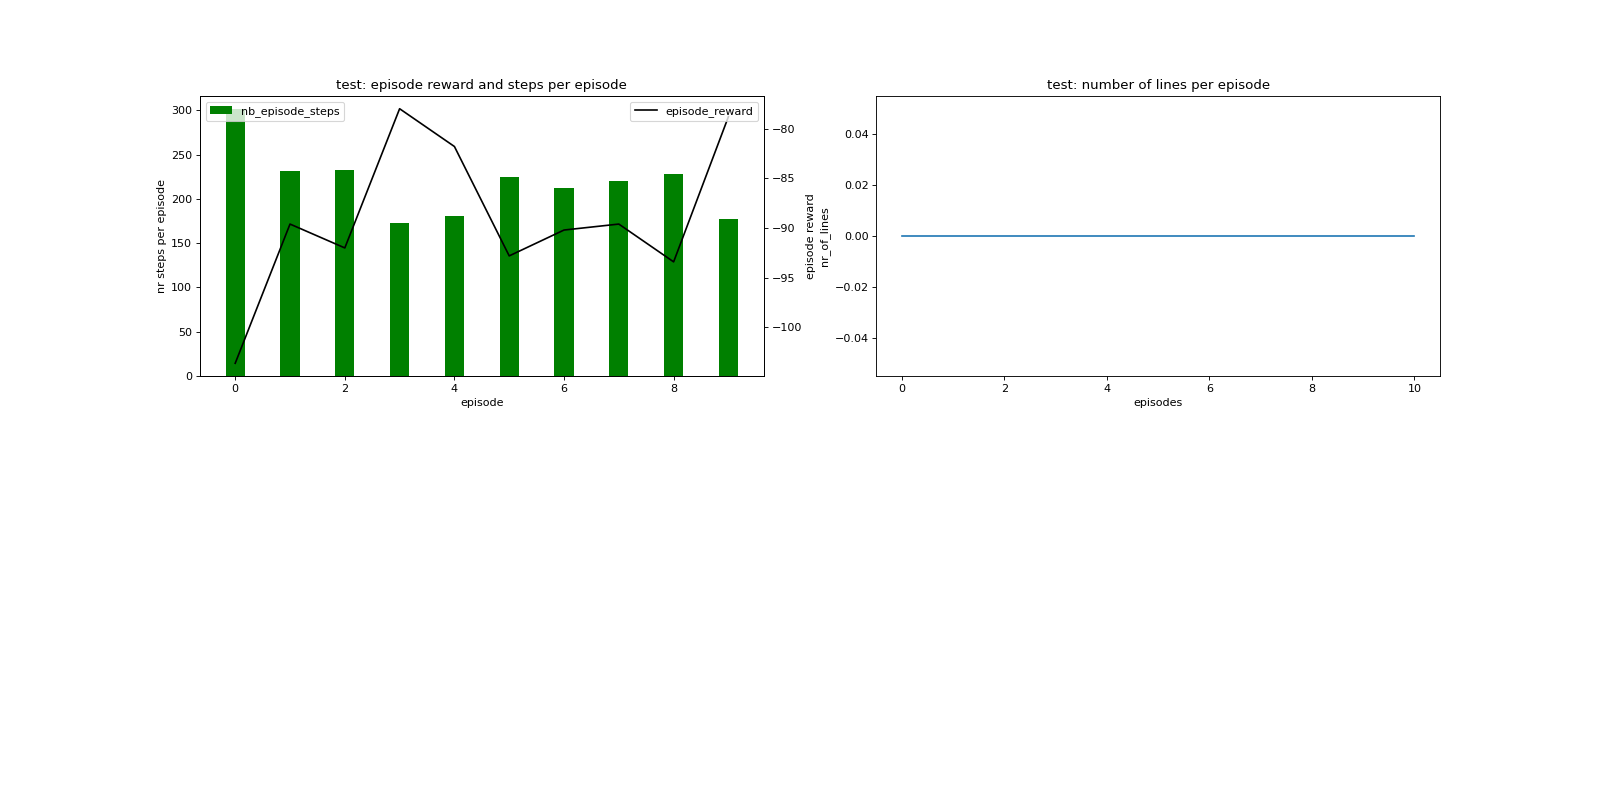 test: episode reward and steps per episode
nb_episode_steps
episode_reward
300
250
200
150
100
50
0
nr steps per episode
0 2 4 6 8
episode
−80
−85
−90
−95
−100
episode reward
test: number of lines per episode
nr_of_lines
0.04
0.02
0.00
−0.02
−0.04
0 2 4 6 8 10
episodes